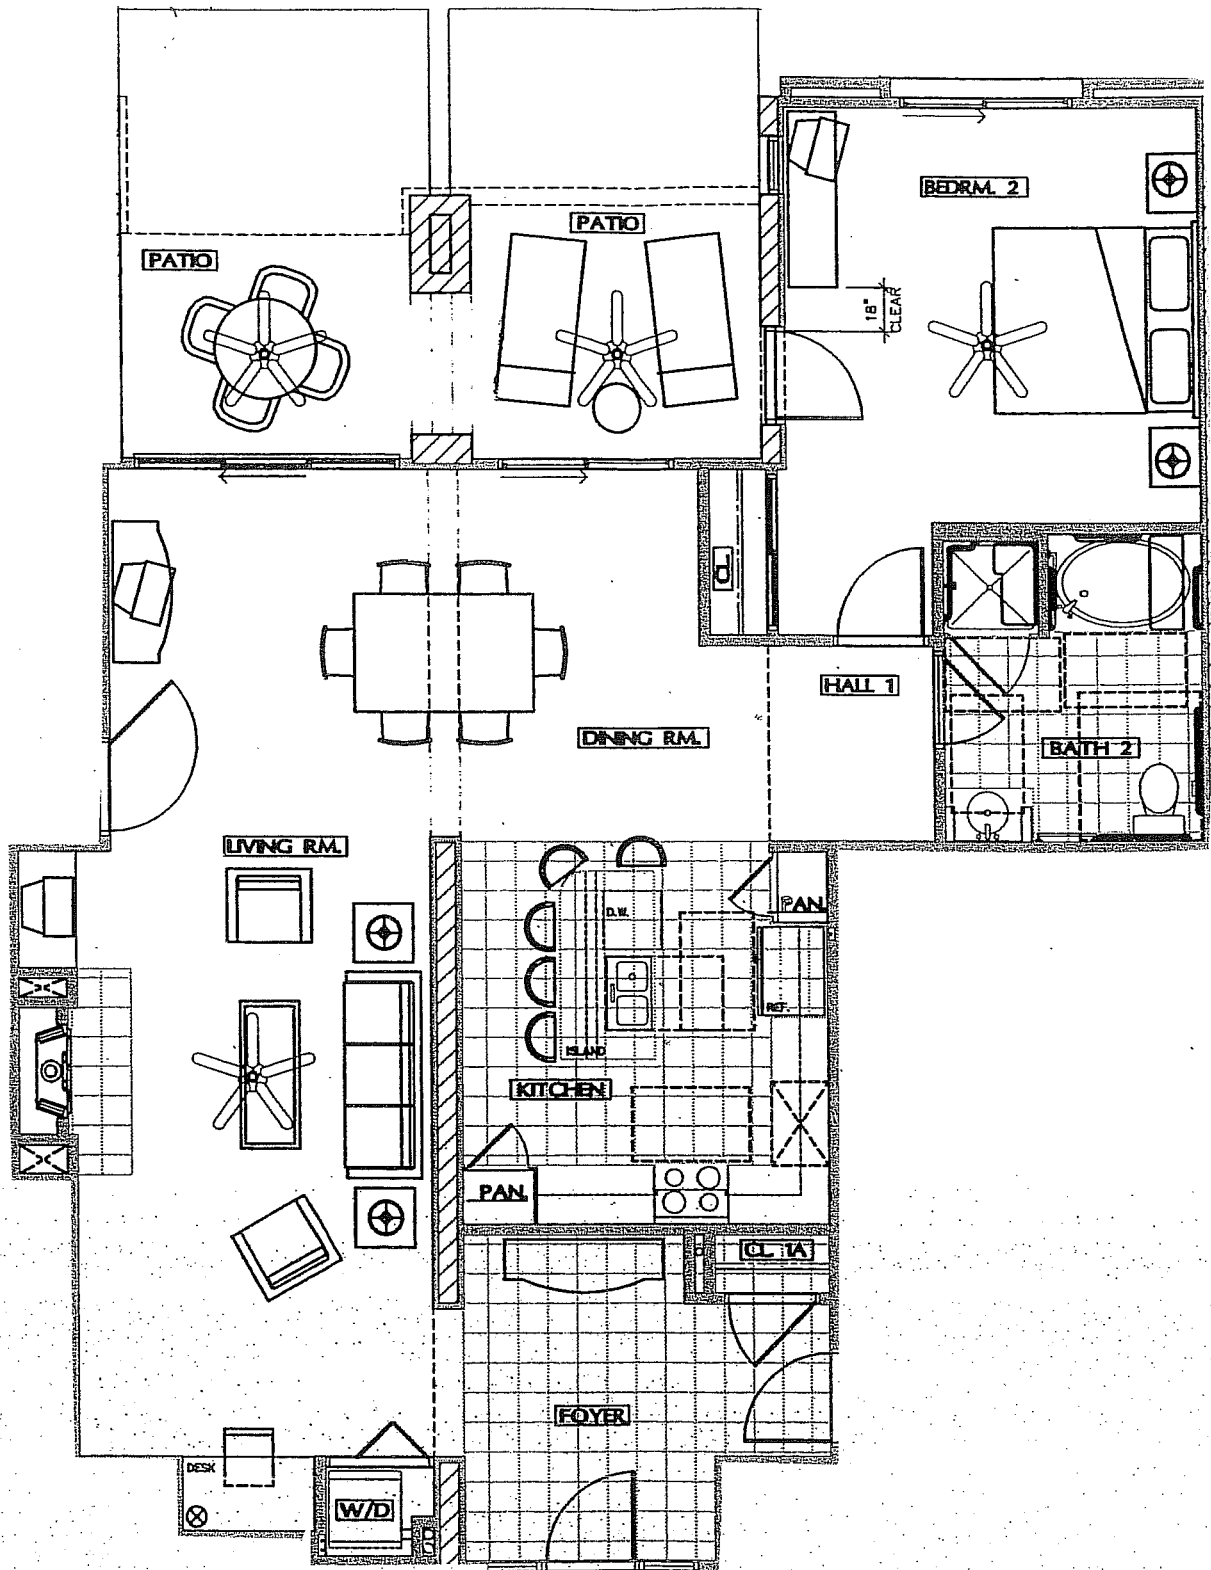 BEDRM. 2
PATIO
PATIO
18"
CLEAR
CL
HALL 1
DINING RM.
BATH 2
LIVING RM.
PAN.
D.W.
REF.
ISLAND
KITCHEN
PAN.
CL 1A
FOYER
DESK
W/D